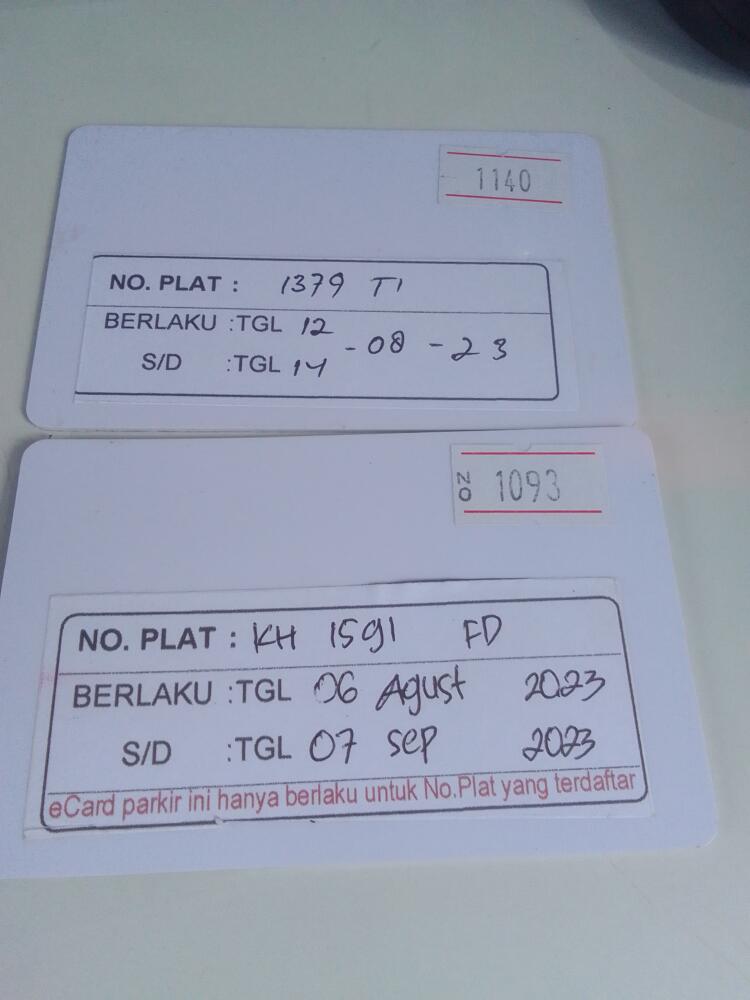 1140
NO. PLAT : 1379 TI
BERLAKU :TGL 12
- 08 - 23
S/D :TGL 14
NO 1093
NO. PLAT : KH 1591 FD
BERLAKU :TGL 06 Agust 2023
S/D :TGL 07 Sep 2023
eCard parkir ini hanya berlaku untuk No.Plat yang terdaftar